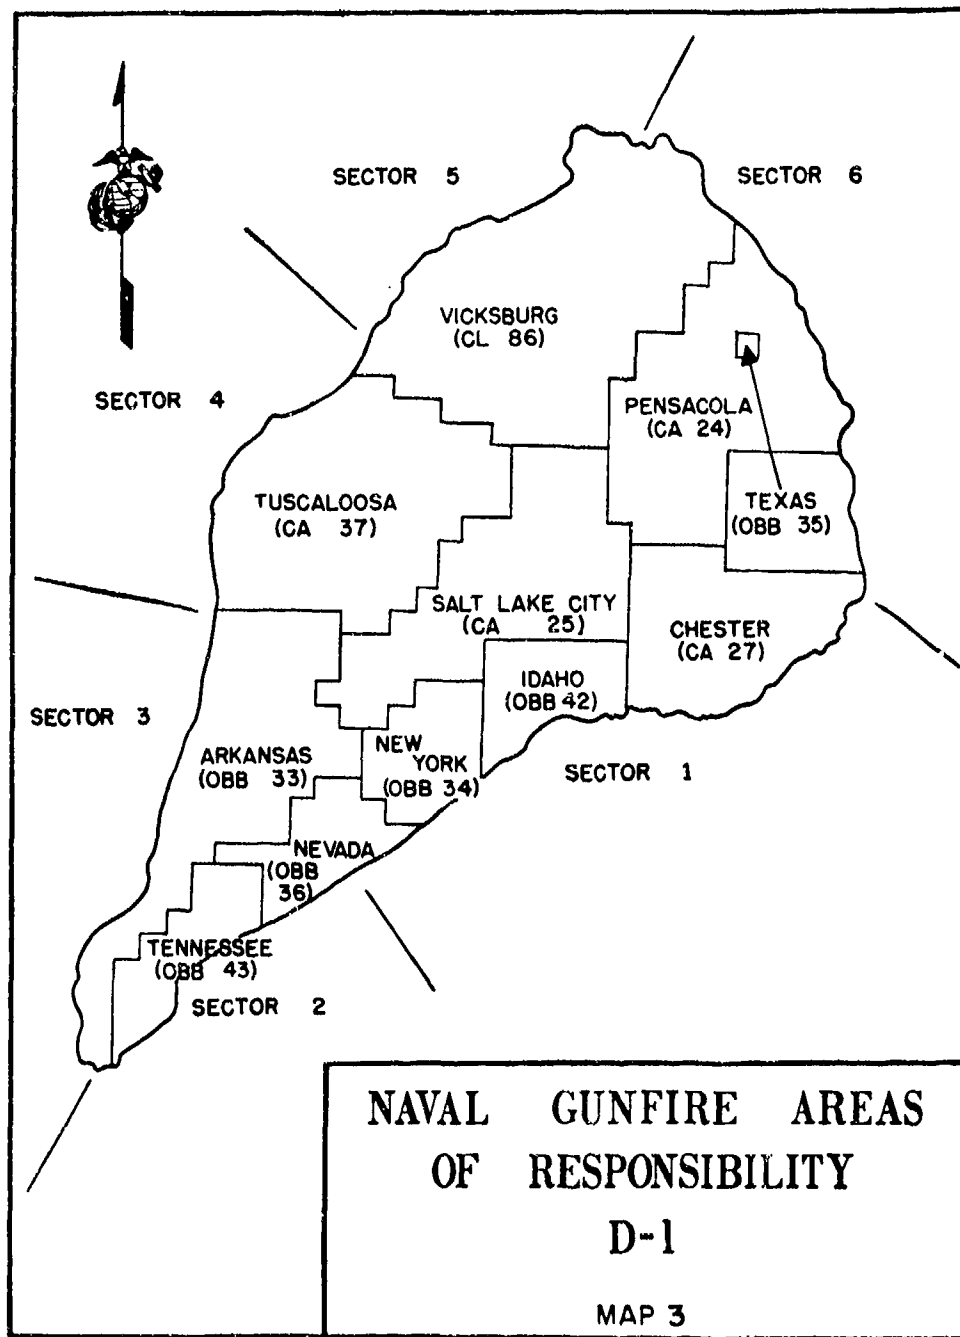 SECTOR 5
SECTOR 6
VICKSBURG
(CL 86)
SECTOR 4
PENSACOLA
(CA 24)
TUSCALOOSA
(CA 37)
TEXAS
(OBB 35)
SALT LAKE CITY
(CA 25)
CHESTER
(CA 27)
IDAHO
(OBB 42)
SECTOR 3
NEW
YORK
(OBB 34)
ARKANSAS
(OBB 33)
SECTOR 1
NEVADA
(OBB
36)
TENNESSEE
(OBB 43)
SECTOR 2
NAVAL GUNFIRE AREAS
OF RESPONSIBILITY
D-1
MAP 3